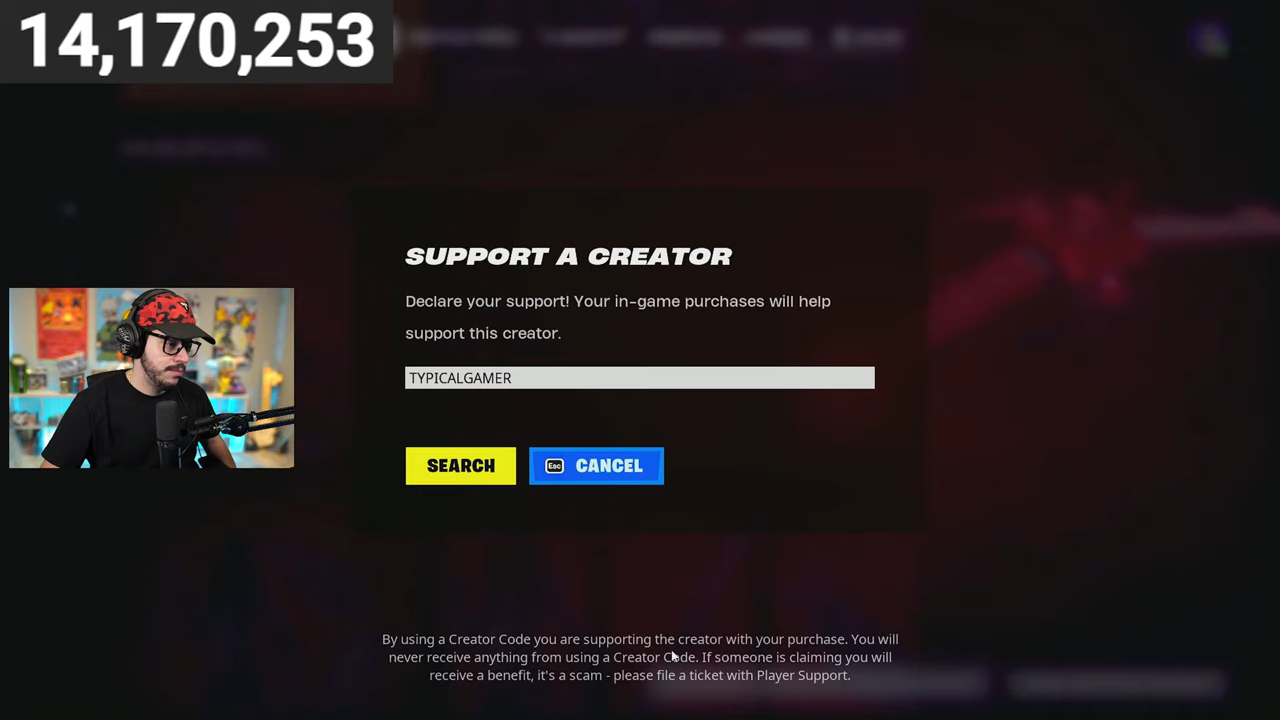 14,170,253
SUPPORT A CREATOR
Declare your support! Your in-game purchases will help
support this creator.
TYPICALGAMER
SEARCH
Esc CANCEL
By using a Creator Code you are supporting the creator with your purchase. You will
never receive anything from using a Creator Code. If someone is claiming you will
receive a benefit, it's a scam - please file a ticket with Player Support.